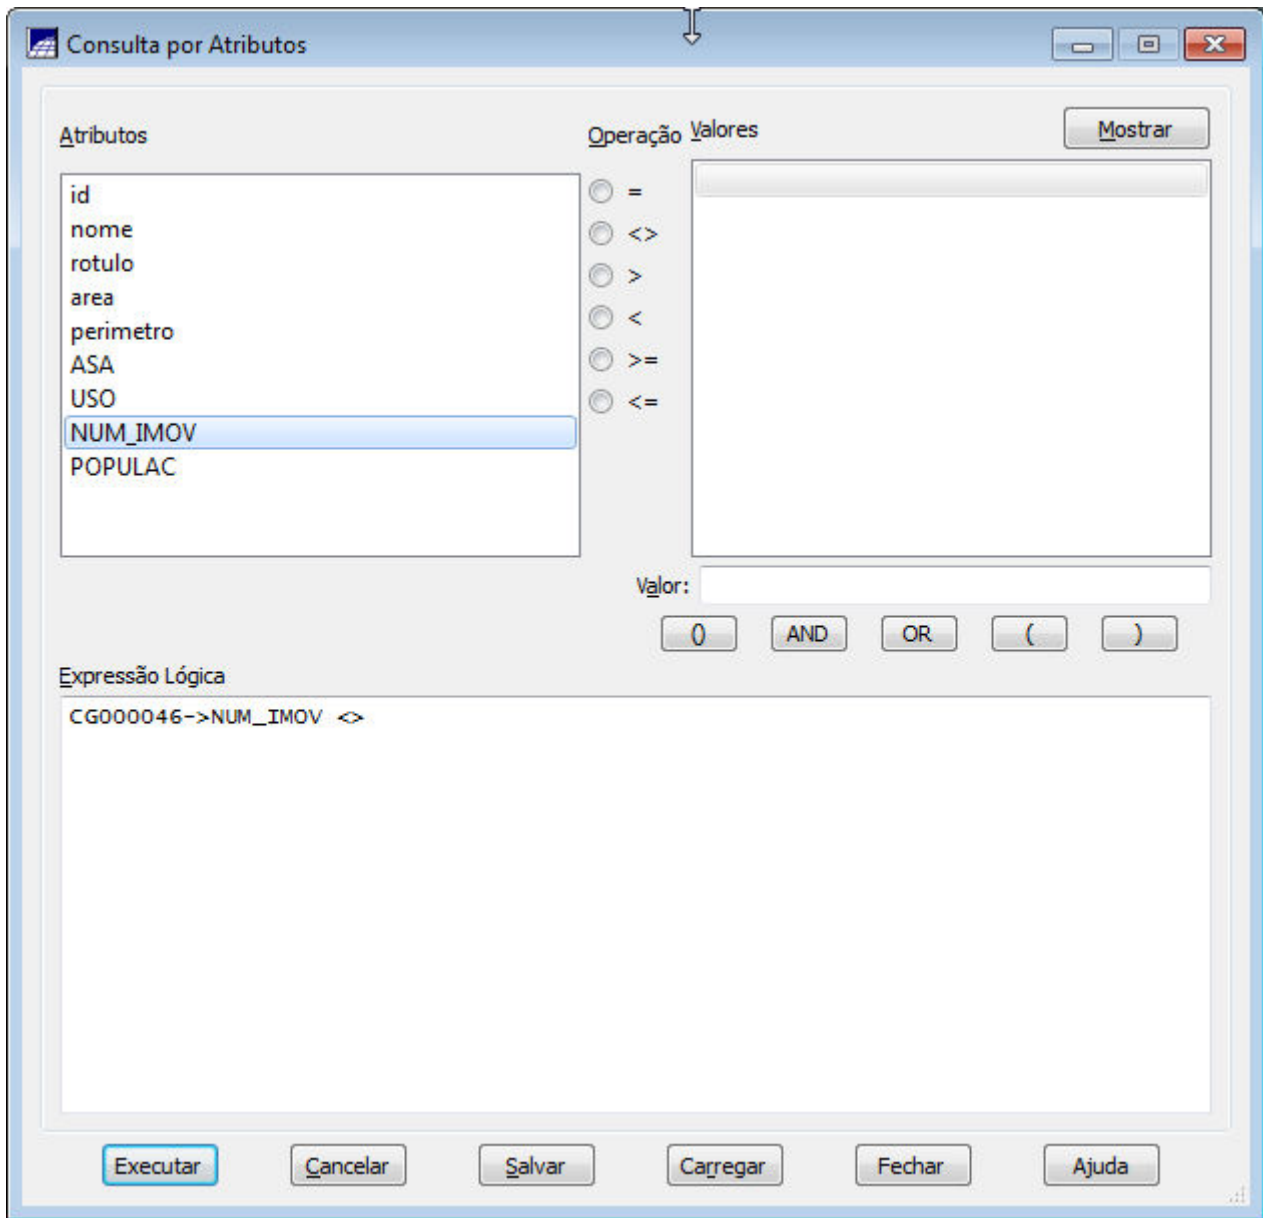 Consulta por Atributos
Atributos
Operação
Valores
Mostrar
id
nome
rotulo
area
perimetro
ASA
USO
NUM_IMOV
POPULAC
=
<>
>
<
>=
<=
Valor:
()
AND
OR
(
)
Expressão Lógica
CG000046->NUM_IMOV <>
Executar
Cancelar
Salvar
Carregar
Fechar
Ajuda